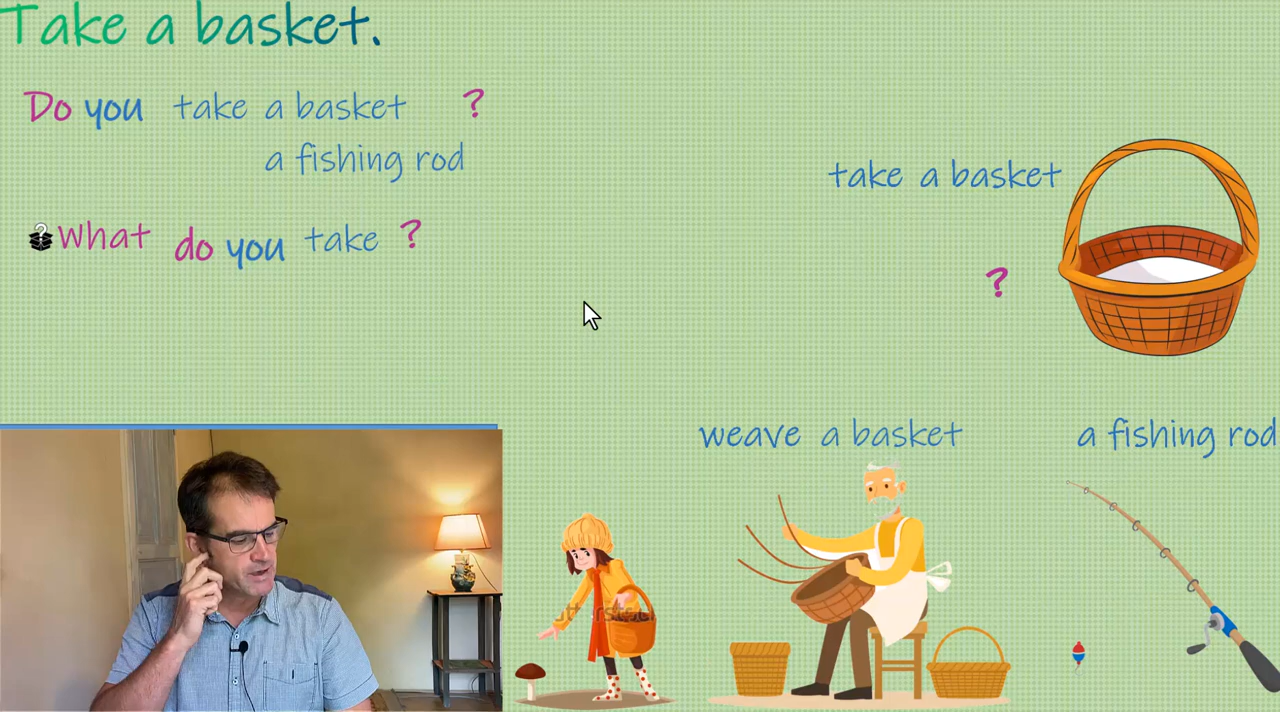 Take a basket.
Do you take a basket ?
a fishing rod
What do you take ?
take a basket
?
weave a basket
a fishing rod